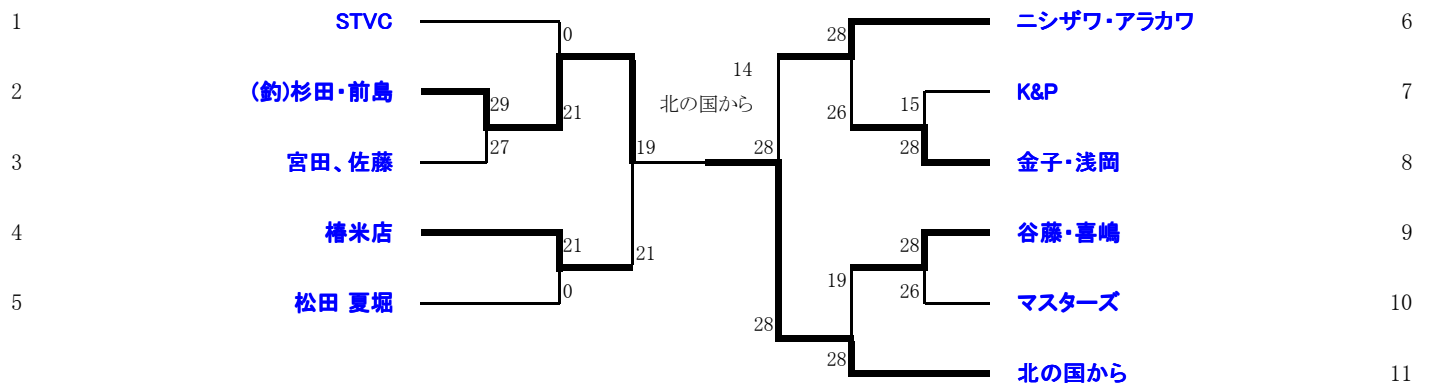 1 STVC 0 28 ニシザワ・アラカワ 6
14
2 (釣)杉田・前島 29 21 北の国から 26 15 K&P 7
3 宮田、佐藤 27 19 28 28 金子・浅岡 8
4 椿米店 21 21 28 谷藤・喜嶋 9
5 松田 夏堀 0 19 26 マスターズ 10
28
28 北の国から 11